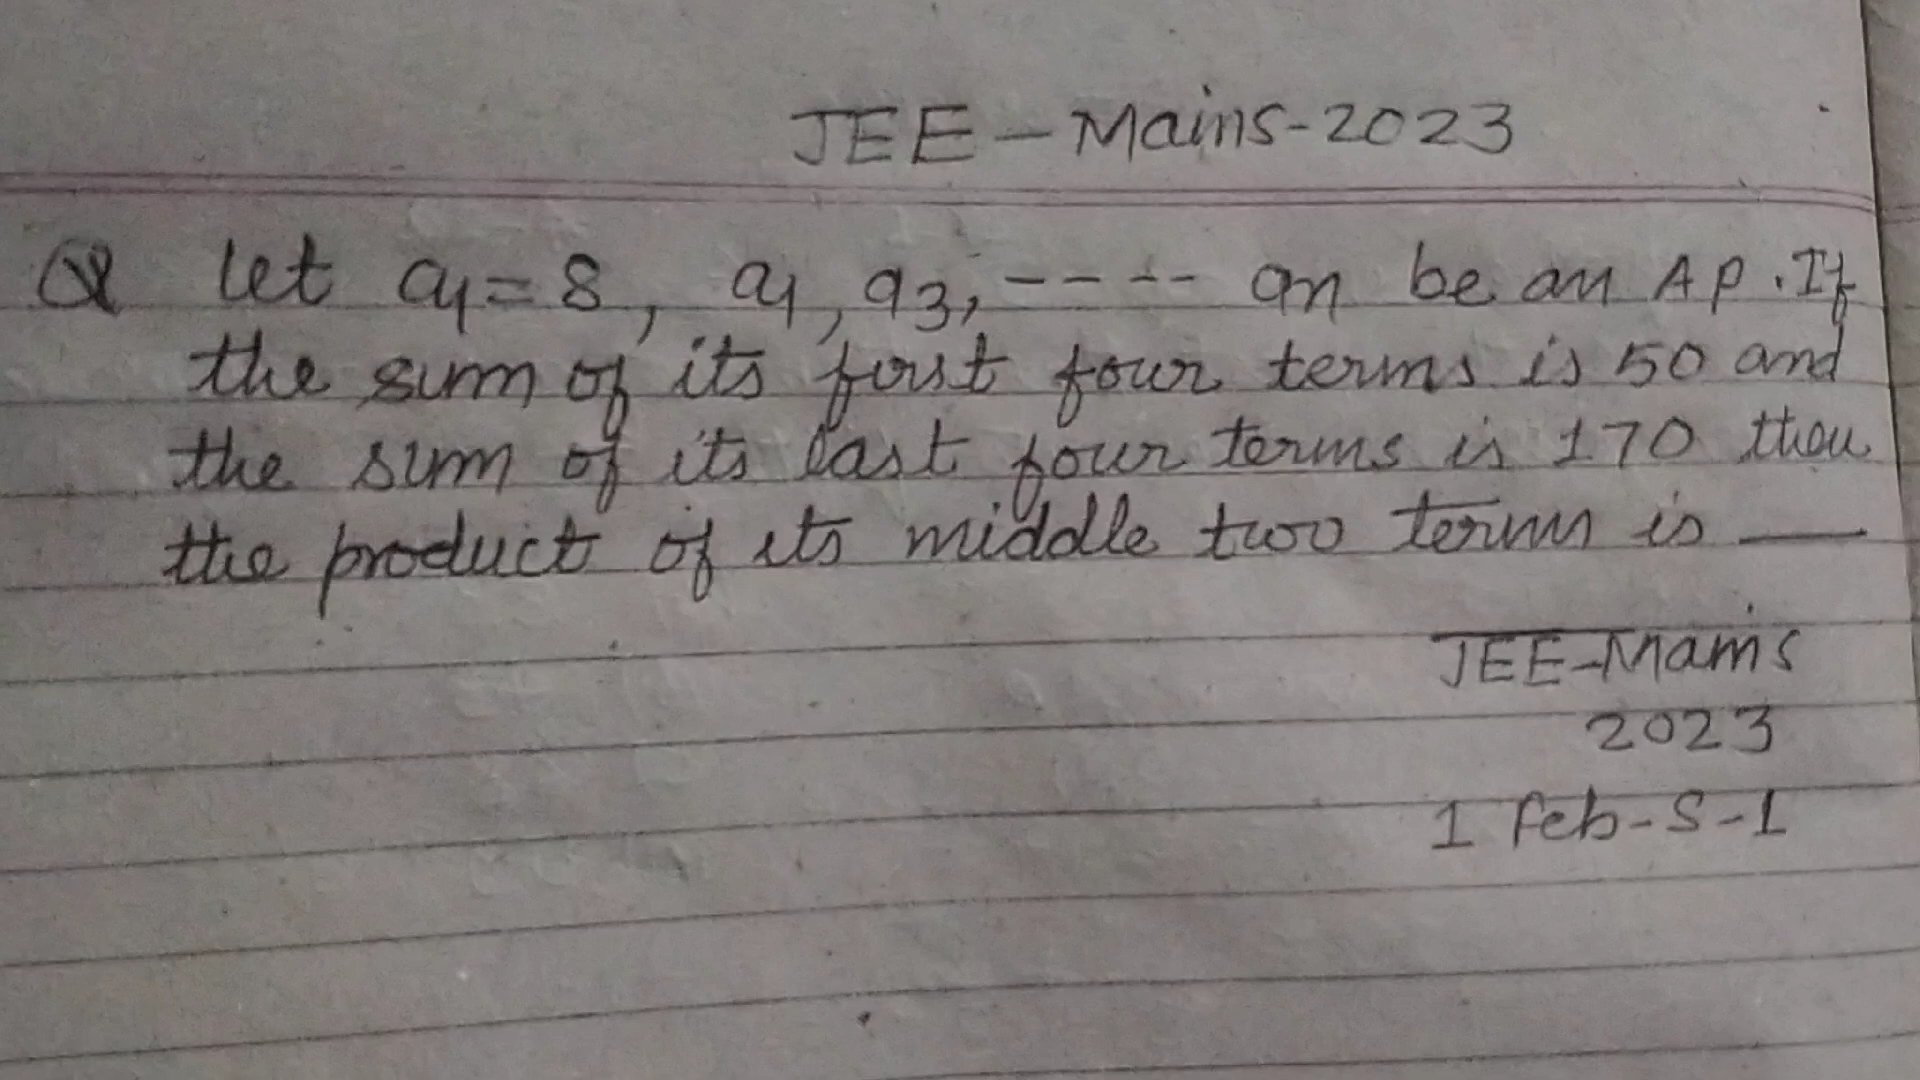 JEE - Mains-2023
Q let a1 = 8, a1, a3, ----- an be an AP. If
the sum of its first four terms is 50 and
the sum of its last four terms is 170 then
the product of its middle two terms is __
JEE-Mains
2023
1 Feb-S-1